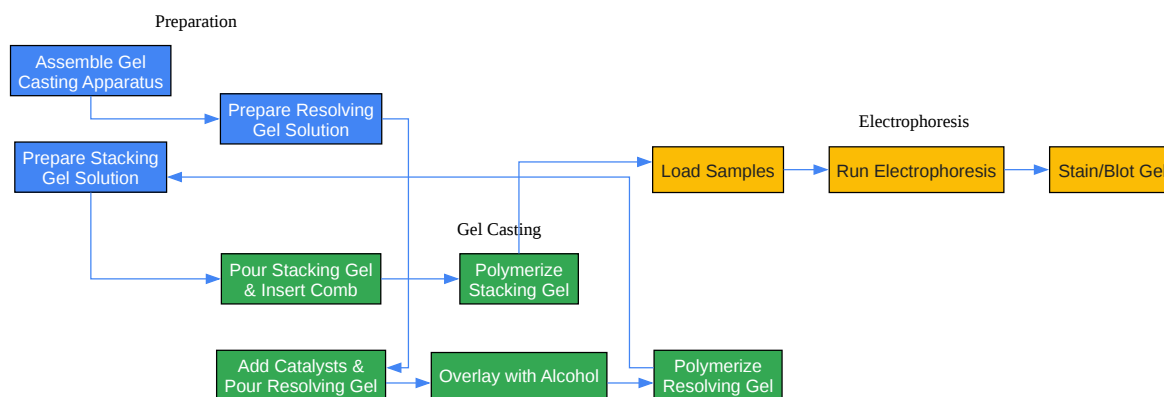 Preparation
Assemble Gel
Casting Apparatus
Prepare Resolving
Gel Solution
Prepare Stacking
Gel Solution
Electrophoresis
Load Samples
Run Electrophoresis
Stain/Blot Gel
Gel Casting
Pour Stacking Gel
& Insert Comb
Polymerize
Stacking Gel
Add Catalysts &
Pour Resolving Gel
Overlay with Alcohol
Polymerize
Resolving Gel